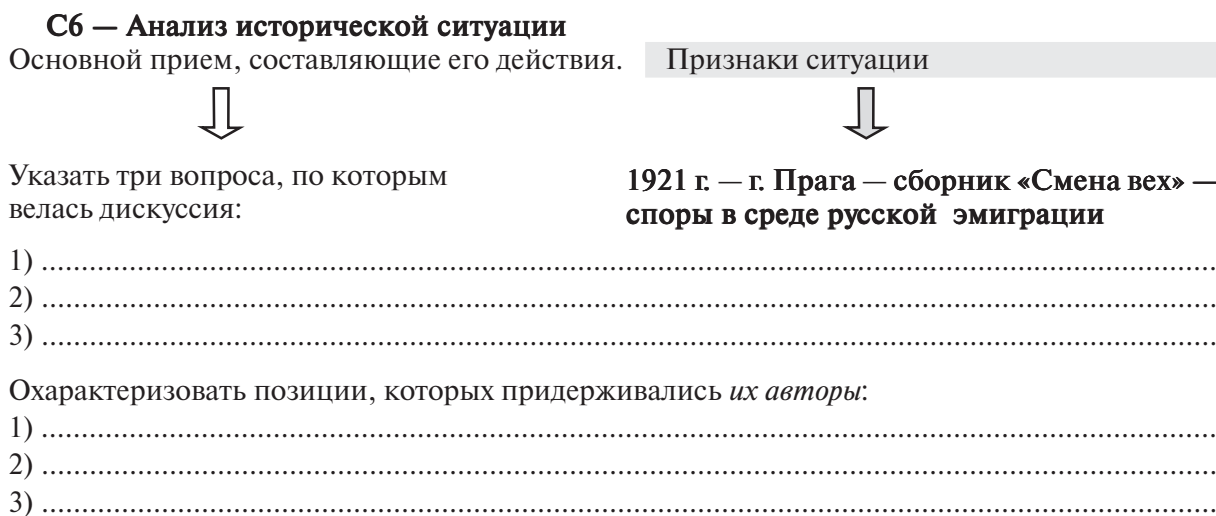 С6 — Анализ исторической ситуации
Основной прием, составляющие его действия. Признаки ситуации
Указать три вопроса, по которым
велась дискуссия:
1921 г. — г. Прага — сборник «Смена вех» —
споры в среде русской эмиграции
1) ..........................................................................................................................................
2) ..........................................................................................................................................
3) ..........................................................................................................................................
Охарактеризовать позиции, которых придерживались их авторы:
1) ..........................................................................................................................................
2) ..........................................................................................................................................
3) ..........................................................................................................................................